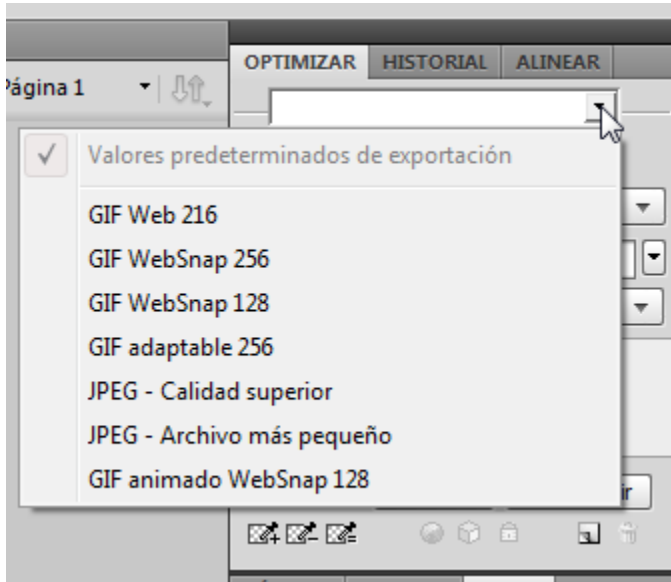 OPTIMIZAR HISTORIAL ALINEAR
Página 1
Valores predeterminados de exportación
GIF Web 216
GIF WebSnap 256
GIF WebSnap 128
GIF adaptable 256
JPEG - Calidad superior
JPEG - Archivo más pequeño
GIF animado WebSnap 128